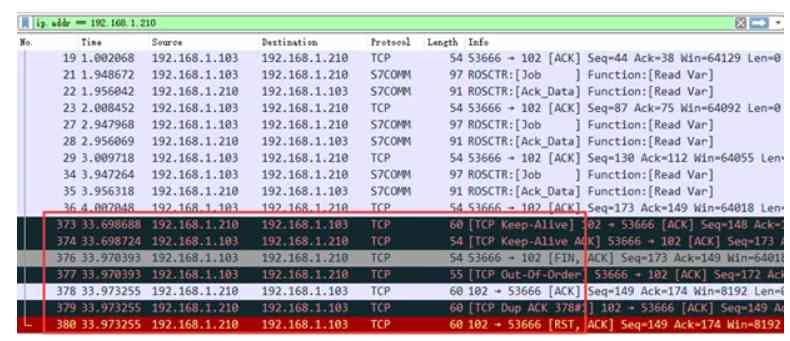 ip.addr == 192.168.1.210
No. Time Source Destination Protocol Length Info
19 1.002068 192.168.1.103 192.168.1.210 TCP 54 53666 → 102 [ACK] Seq=44 Ack=38 Win=64129 Len=0
21 1.948672 192.168.1.103 192.168.1.210 S7COMM 97 ROSCTR:[Job ] Function:[Read Var]
22 1.956042 192.168.1.210 192.168.1.103 S7COMM 91 ROSCTR:[Ack_Data] Function:[Read Var]
23 2.008452 192.168.1.103 192.168.1.210 TCP 54 53666 → 102 [ACK] Seq=87 Ack=75 Win=64092 Len=0
27 2.947968 192.168.1.103 192.168.1.210 S7COMM 97 ROSCTR:[Job ] Function:[Read Var]
28 2.956069 192.168.1.210 192.168.1.103 S7COMM 91 ROSCTR:[Ack_Data] Function:[Read Var]
29 3.009718 192.168.1.103 192.168.1.210 TCP 54 53666 → 102 [ACK] Seq=130 Ack=112 Win=64055 Len=
34 3.947264 192.168.1.103 192.168.1.210 S7COMM 97 ROSCTR:[Job ] Function:[Read Var]
35 3.956318 192.168.1.210 192.168.1.103 S7COMM 91 ROSCTR:[Ack_Data] Function:[Read Var]
36 4.007048 192.168.1.103 192.168.1.210 TCP 54 53666 → 102 [ACK] Seq=173 Ack=149 Win=64018 Len=
373 33.698688 192.168.1.210 192.168.1.103 TCP 60 [TCP Keep-Alive] 102 → 53666 [ACK] Seq=148 Ack=1
374 33.698724 192.168.1.103 192.168.1.210 TCP 54 [TCP Keep-Alive ACK] 53666 → 102 [ACK] Seq=173 A
376 33.970393 192.168.1.103 192.168.1.210 TCP 54 53666 → 102 [FIN, ACK] Seq=173 Ack=149 Win=64018
377 33.970393 192.168.1.103 192.168.1.210 TCP 55 [TCP Out-Of-Order] 53666 → 102 [ACK] Seq=172 Ack
378 33.973255 192.168.1.210 192.168.1.103 TCP 60 102 → 53666 [ACK] Seq=149 Ack=174 Win=8192 Len=0
379 33.973255 192.168.1.210 192.168.1.103 TCP 60 [TCP Dup ACK 378#1] 102 → 53666 [ACK] Seq=149 Ac
380 33.973255 192.168.1.210 192.168.1.103 TCP 60 102 → 53666 [RST, ACK] Seq=149 Ack=174 Win=8192